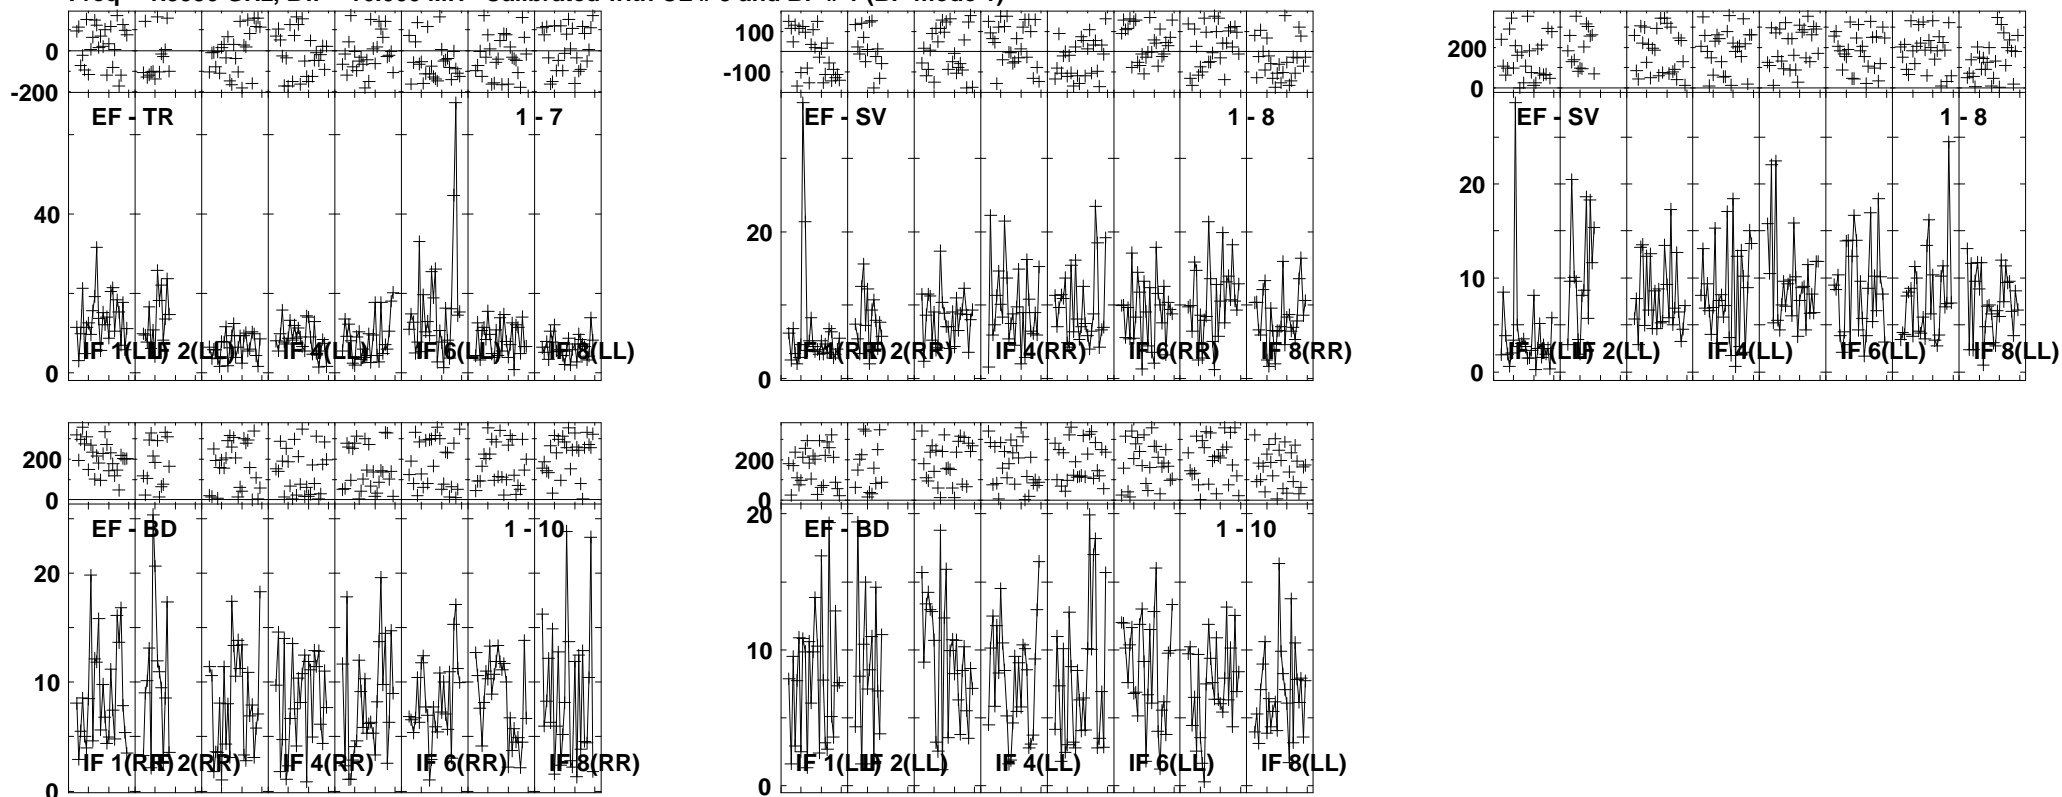 0
-200
EF - TR 1 - 7
40
0
IF 1(LL) IF 2(LL) IF 4(LL) IF 6(LL) IF 8(LL)
100
-100
EF - SV 1 - 8
20
0
IF 1(RR) IF 2(RR) IF 4(RR) IF 6(RR) IF 8(RR)
200
0
EF - SV 1 - 8
20
10
0
IF 1(LL) IF 2(LL) IF 4(LL) IF 6(LL) IF 8(LL)
200
0
EF - BD 1 - 10
20
10
0
IF 1(RR) IF 2(RR) IF 4(RR) IF 6(RR) IF 8(RR)
200
0
EF - BD 1 - 10
20
10
0
IF 1(LL) IF 2(LL) IF 4(LL) IF 6(LL) IF 8(LL)